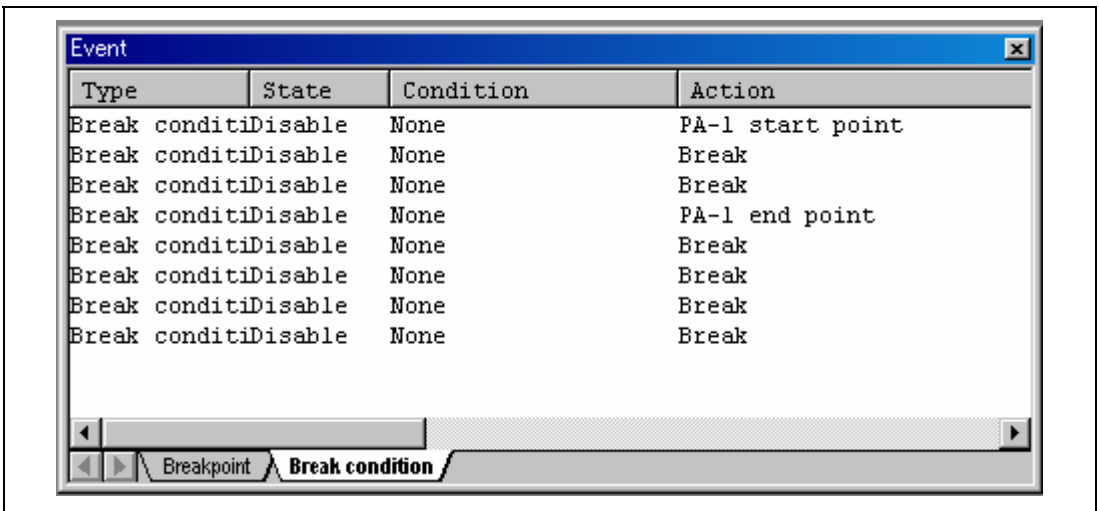 Event
Type State Condition Action
Break conditiDisable None PA-1 start point
Break conditiDisable None Break
Break conditiDisable None Break
Break conditiDisable None PA-1 end point
Break conditiDisable None Break
Break conditiDisable None Break
Break conditiDisable None Break
Break conditiDisable None Break
Breakpoint Break condition